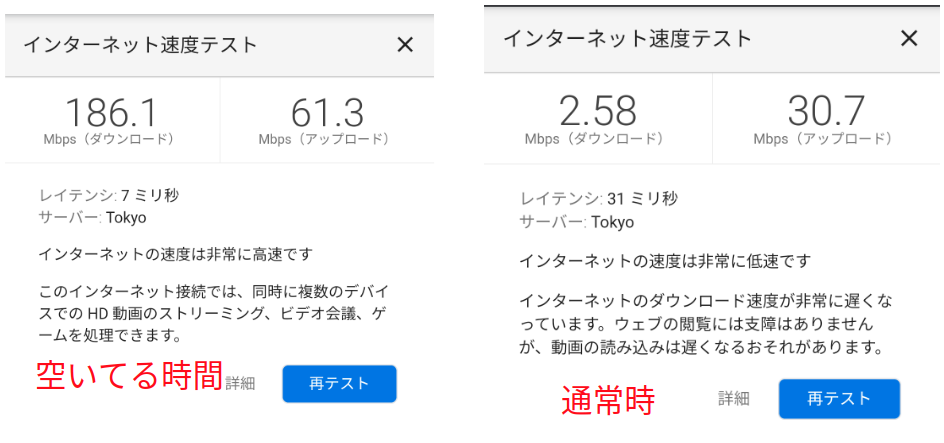 インターネット速度テスト ×
186.1 61.3
Mbps（ダウンロード） Mbps（アップロード）
レイテンシ: 7 ミリ秒
サーバー: Tokyo
インターネットの速度は非常に高速です
このインターネット接続では、同時に複数のデバイ
スでの HD 動画のストリーミング、ビデオ会議、ゲ
ームを処理できます。
空いてる時間 詳細 再テスト
インターネット速度テスト ×
2.58 30.7
Mbps（ダウンロード） Mbps（アップロード）
レイテンシ: 31 ミリ秒
サーバー: Tokyo
インターネットの速度は非常に低速です
インターネットのダウンロード速度が非常に遅くな
っています。ウェブの閲覧には支障はありません
が、動画の読み込みは遅くなるおそれがあります。
通常時 詳細 再テスト